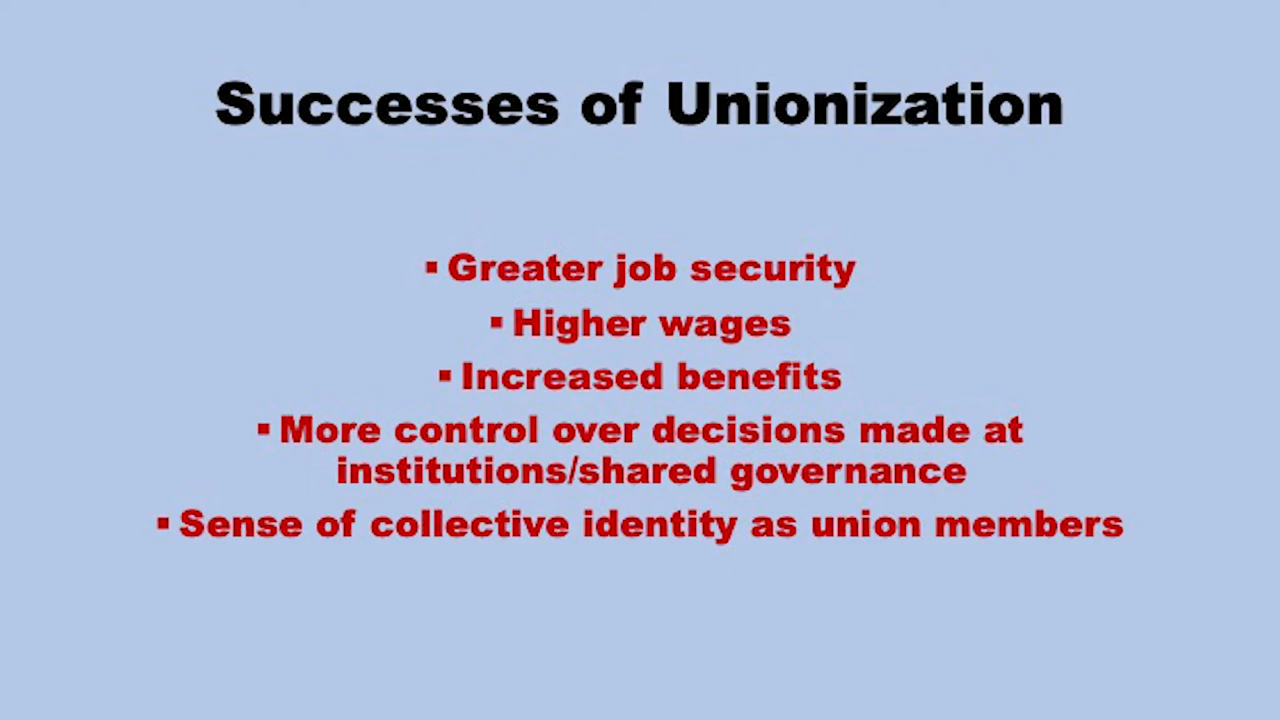 Successes of Unionization
▪ Greater job security
▪ Higher wages
▪ Increased benefits
▪ More control over decisions made at
institutions/shared governance
▪ Sense of collective identity as union members